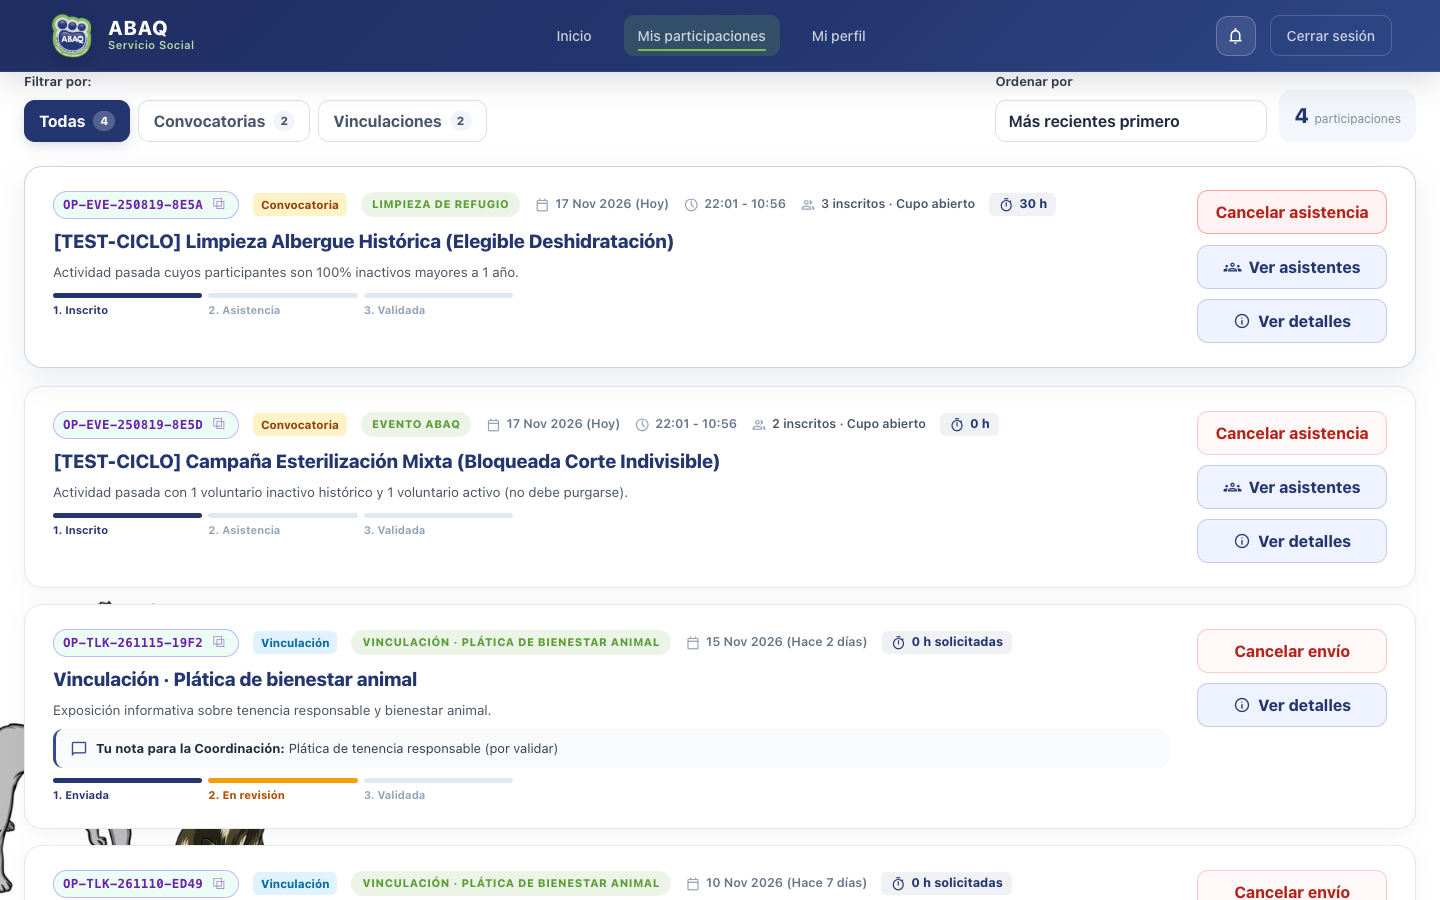 ABAQ
ABAQ
Servicio Social
Inicio
Mis participaciones
Mi perfil
Cerrar sesión
Filtrar por:
Todas 4
Convocatorias 2
Vinculaciones 2
Ordenar por
Más recientes primero
4 participaciones
OP-EVE-250819-8E5A Convocatoria LIMPIEZA DE REFUGIO 17 Nov 2026 (Hoy) 22:01 - 10:56 3 inscritos · Cupo abierto 30 h
[TEST-CICLO] Limpieza Albergue Histórica (Elegible Deshidratación)
Actividad pasada cuyos participantes son 100% inactivos mayores a 1 año.
1. Inscrito 2. Asistencia 3. Validada
Cancelar asistencia
Ver asistentes
Ver detalles
OP-EVE-250819-8E5D Convocatoria EVENTO ABAQ 17 Nov 2026 (Hoy) 22:01 - 10:56 2 inscritos · Cupo abierto 0 h
[TEST-CICLO] Campaña Esterilización Mixta (Bloqueada Corte Indivisible)
Actividad pasada con 1 voluntario inactivo histórico y 1 voluntario activo (no debe purgarse).
1. Inscrito 2. Asistencia 3. Validada
Cancelar asistencia
Ver asistentes
Ver detalles
OP-TLK-261115-19F2 Vinculación VINCULACIÓN · PLÁTICA DE BIENESTAR ANIMAL 15 Nov 2026 (Hace 2 días) 0 h solicitadas
Vinculación · Plática de bienestar animal
Exposición informativa sobre tenencia responsable y bienestar animal.
Tu nota para la Coordinación: Plática de tenencia responsable (por validar)
1. Enviada 2. En revisión 3. Validada
Cancelar envío
Ver detalles
OP-TLK-261110-ED49 Vinculación VINCULACIÓN · PLÁTICA DE BIENESTAR ANIMAL 10 Nov 2026 (Hace 7 días) 0 h solicitadas
Cancelar envío